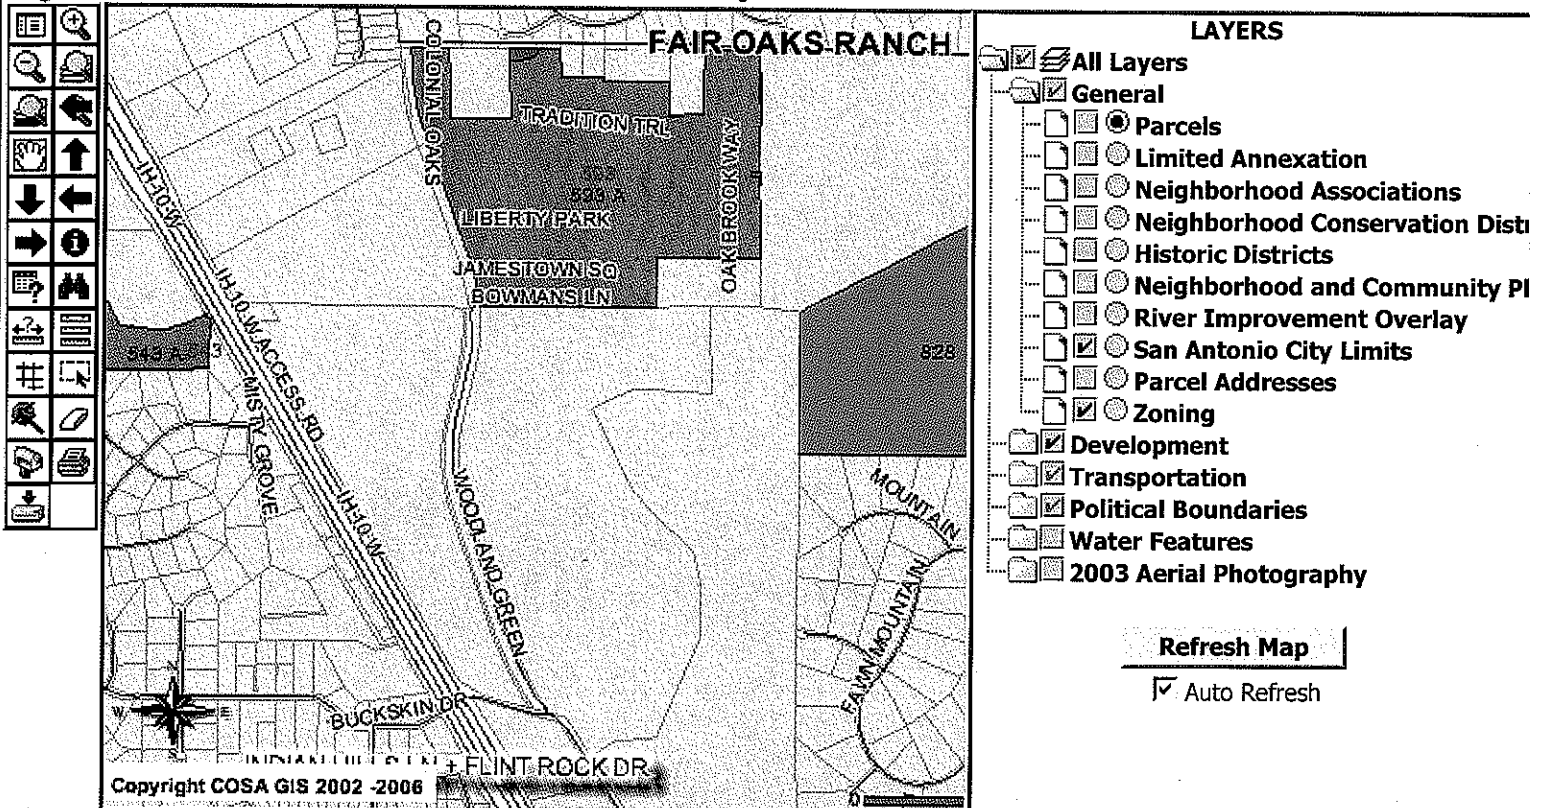 FAIR OAKS RANCH
COLONIAL OAKS
TRADITION TRL
OAKBROOK WAY
LIBERTY PARK
JAMESTOWN SQ
BOWMANS LN
IH 10 W
IH 10 W ACCESS RD
MISTY GROVE
IH 10 W
WOODLAND GREEN
828
MOUNTAIN
FAWN MOUNTAIN
BUCKSKIN DR
N
W
E
+ FLINT ROCK DR
Copyright COSA GIS 2002 -2006
0
LAYERS
All Layers
General
Parcels
Limited Annexation
Neighborhood Associations
Neighborhood Conservation Distr
Historic Districts
Neighborhood and Community Pl
River Improvement Overlay
San Antonio City Limits
Parcel Addresses
Zoning
Development
Transportation
Political Boundaries
Water Features
2003 Aerial Photography
Refresh Map
Auto Refresh